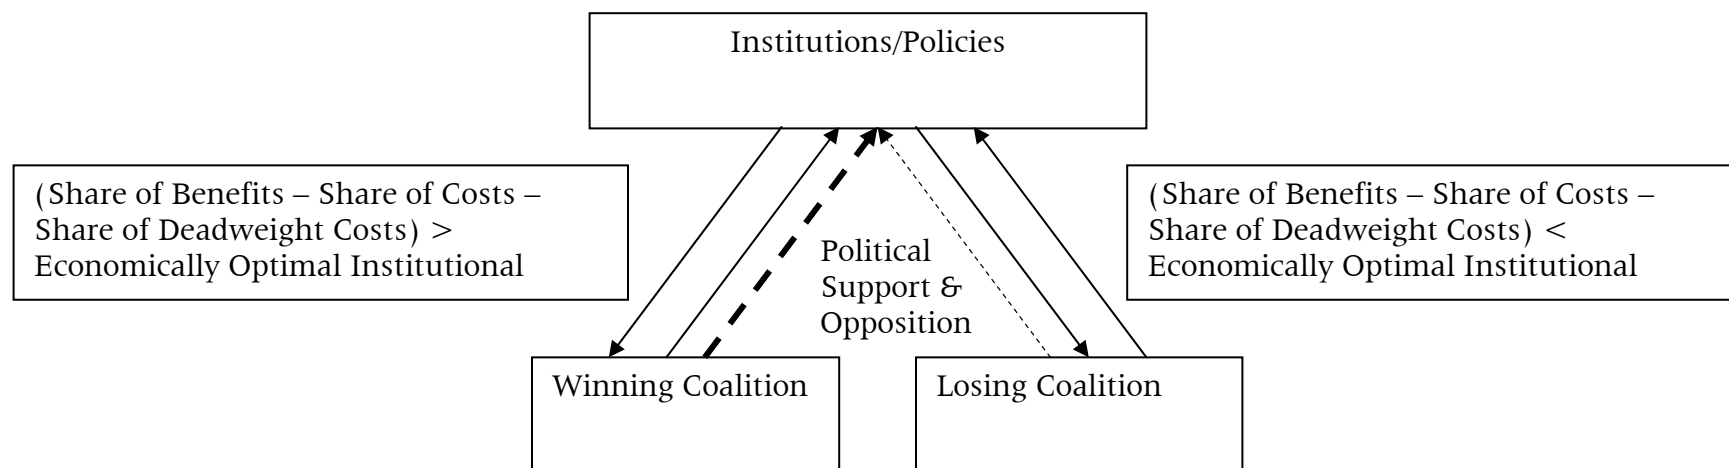 Institutions/Policies
(Share of Benefits – Share of Costs –
Share of Deadweight Costs) >
Economically Optimal Institutional
(Share of Benefits – Share of Costs –
Share of Deadweight Costs) <
Economically Optimal Institutional
Political
Support &
Opposition
Winning Coalition
Losing Coalition